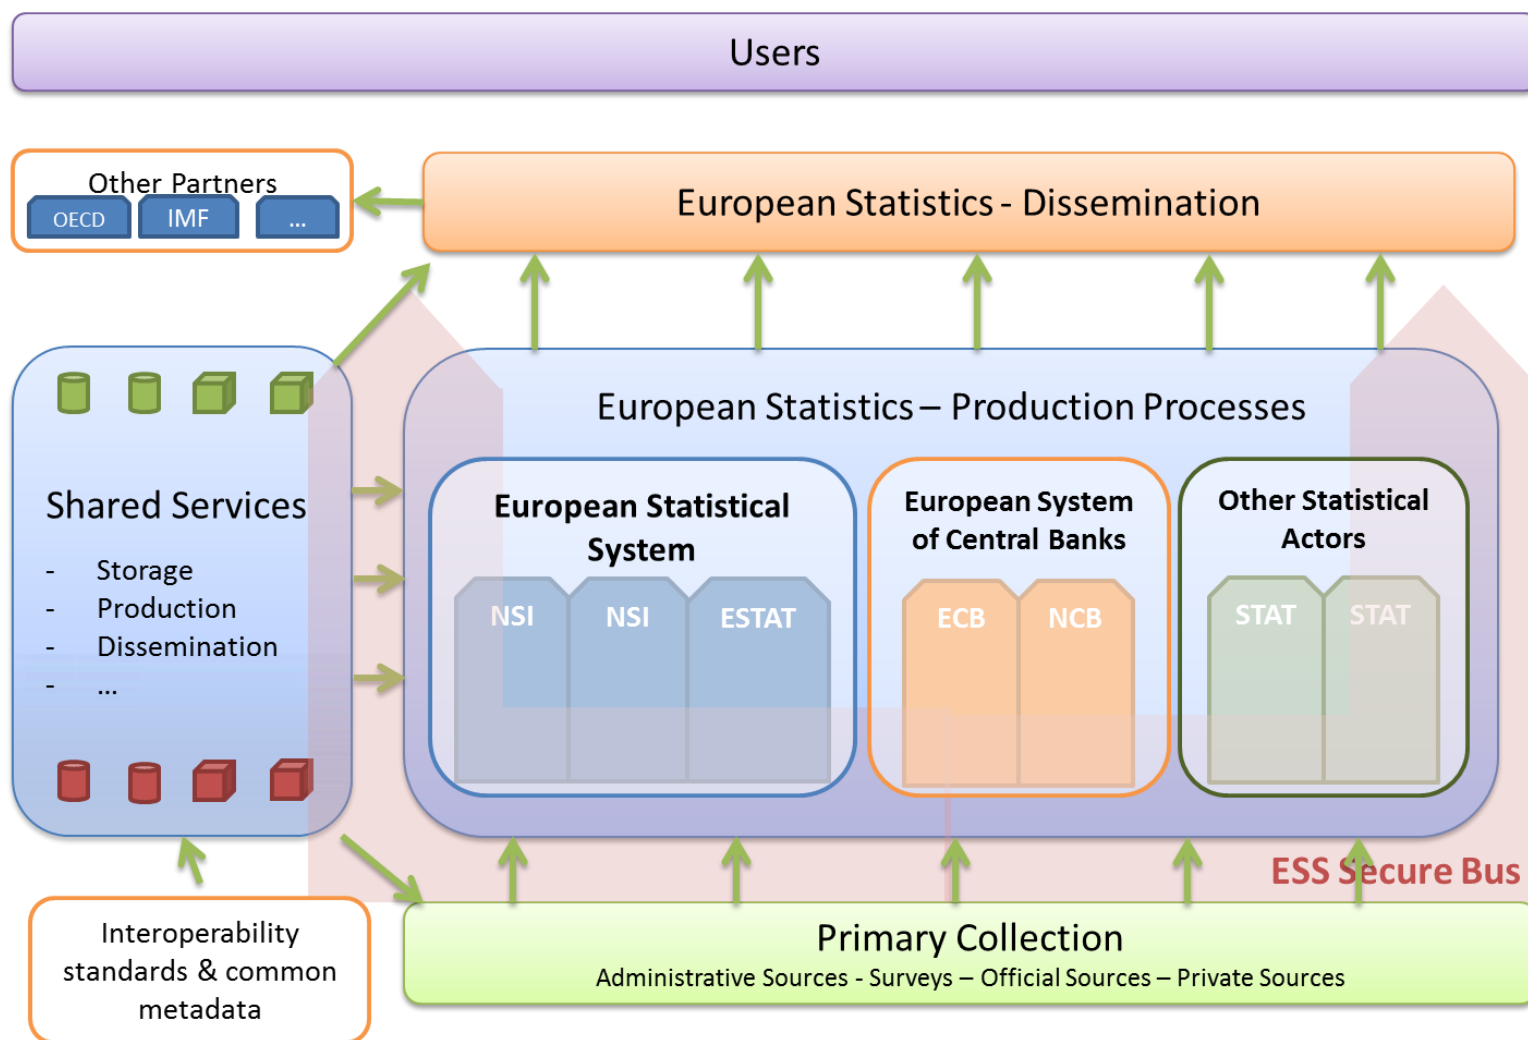 Users
Other Partners
OECD
IMF
...
European Statistics - Dissemination
European Statistics – Production Processes
Shared Services
- Storage
- Production
- Dissemination
- ...
European Statistical
System
NSI
NSI
ESTAT
European System
of Central Banks
ECB
NCB
Other Statistical
Actors
STAT
STAT
ESS Secure Bus
Interoperability
standards & common
metadata
Primary Collection
Administrative Sources - Surveys – Official Sources – Private Sources